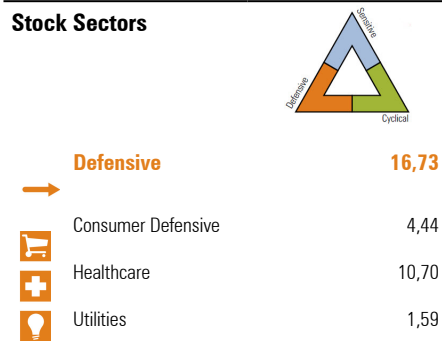 Stock Sectors
Sensitive
Defensive
Cyclical
Defensive 16,73
Consumer Defensive 4,44
Healthcare 10,70
Utilities 1,59